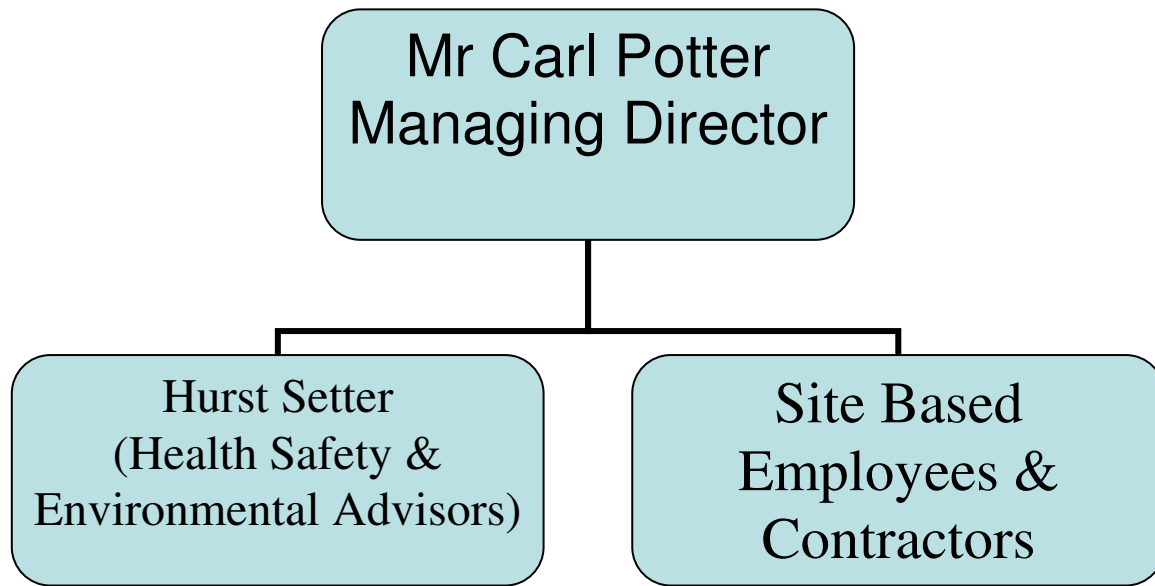 Mr Carl Potter
Managing Director
Hurst Setter
(Health Safety &
Environmental Advisors)
Site Based
Employees &
Contractors